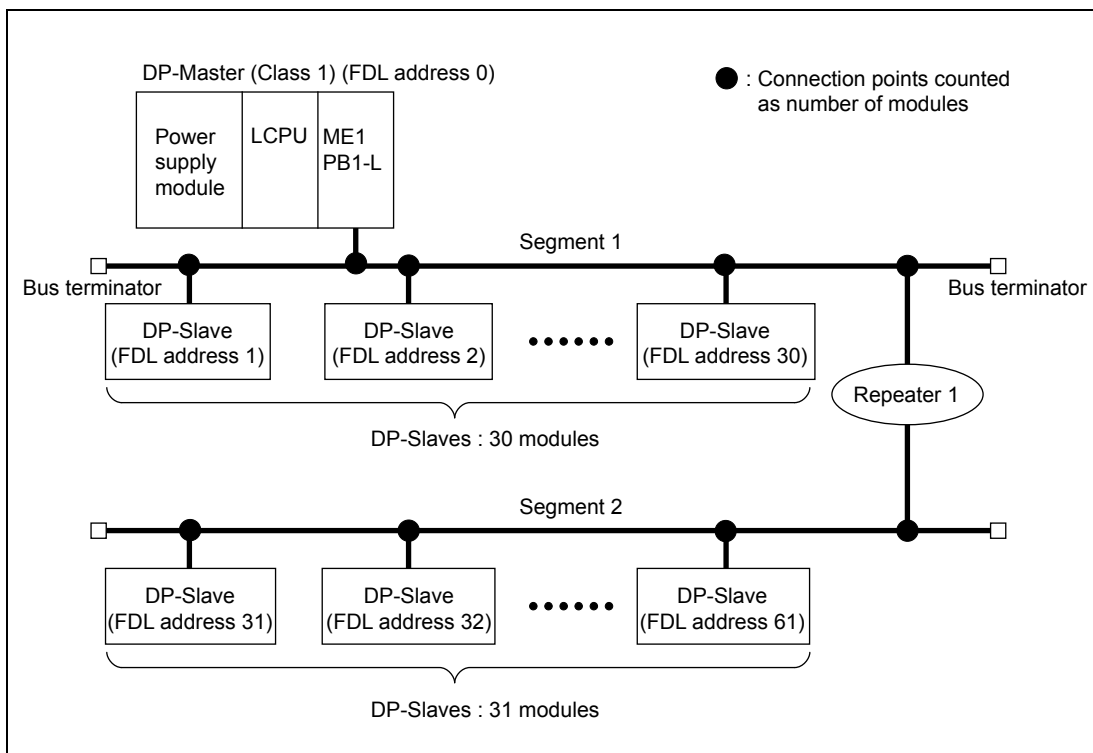 DP-Master (Class 1) (FDL address 0)
: Connection points counted
as number of modules
Power
supply
module
LCPU
ME1
PB1-L
Segment 1
Bus terminator
Bus terminator
DP-Slave
(FDL address 1)
DP-Slave
(FDL address 2)
DP-Slave
(FDL address 30)
Repeater 1
DP-Slaves : 30 modules
Segment 2
DP-Slave
(FDL address 31)
DP-Slave
(FDL address 32)
DP-Slave
(FDL address 61)
DP-Slaves : 31 modules